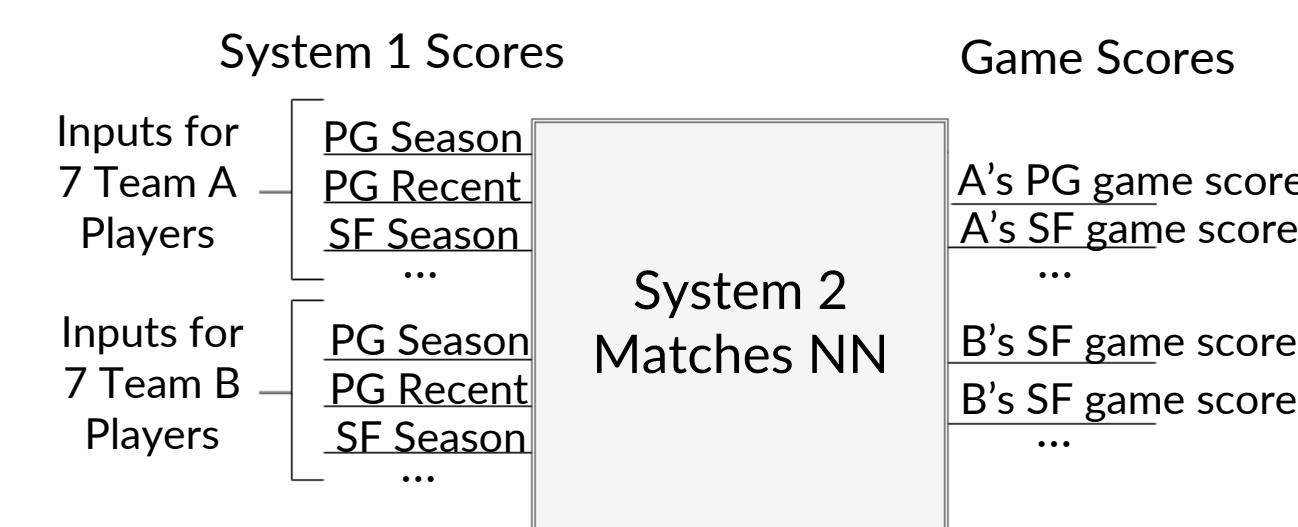 System 1 Scores
Game Scores
Inputs for
7 Team A
Players
PG Season
PG Recent
SF Season
...
Inputs for
7 Team B
Players
PG Season
PG Recent
SF Season
...
System 2
Matches NN
A's PG game score
A's SF game score
...
B's SF game score
B's SF game score
...